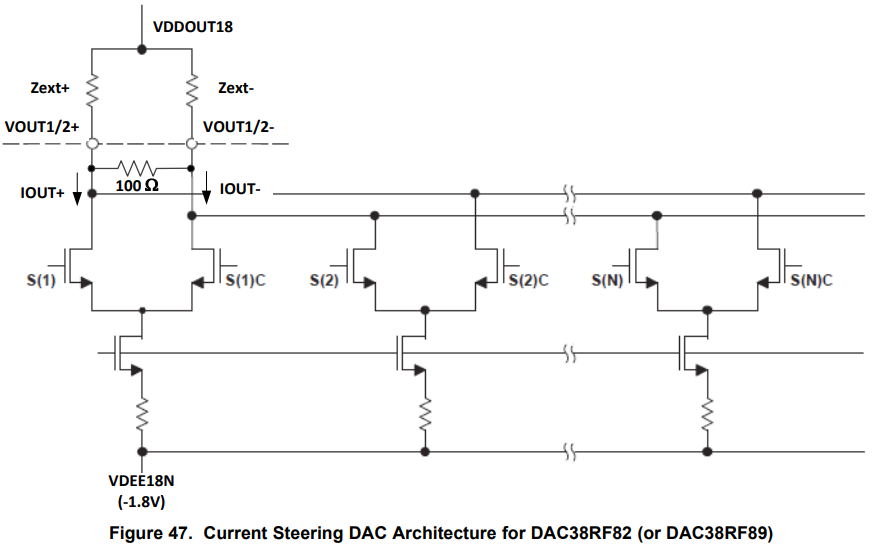 VDDOUT18
Zext+ Zext-
VOUT1/2+ VOUT1/2-
100 Ω
IOUT+ IOUT-
S(1) S(1)C S(2) S(2)C S(N) S(N)C
VDEE18N
(-1.8V)
Figure 47. Current Steering DAC Architecture for DAC38RF82 (or DAC38RF89)